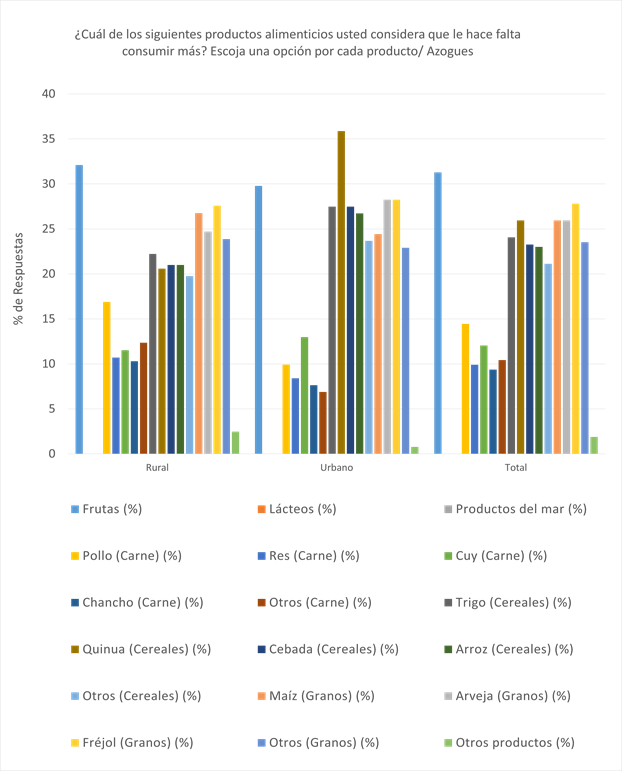 ¿Cuál de los siguientes productos alimenticios usted considera que le hace falta
consumir más? Escoja una opción por cada producto/ Azogues
40
35
30
25
20
15
10
5
0
% de Respuestas
Rural Urbano Total
Frutas (%) Lácteos (%) Productos del mar (%)
Pollo (Carne) (%) Res (Carne) (%) Cuy (Carne) (%)
Chancho (Carne) (%) Otros (Carne) (%) Trigo (Cereales) (%)
Quinua (Cereales) (%) Cebada (Cereales) (%) Arroz (Cereales) (%)
Otros (Cereales) (%) Maíz (Granos) (%) Arveja (Granos) (%)
Fréjol (Granos) (%) Otros (Granos) (%) Otros productos (%)